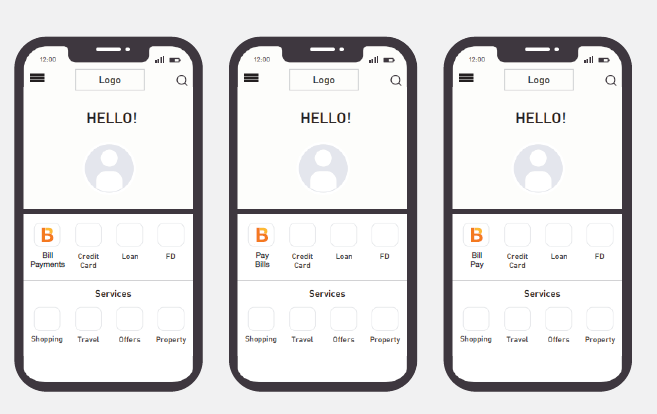 12:00
Logo
HELLO!
B
Bill Payments
Credit Card
Loan
FD
Services
Shopping
Travel
Offers
Property
12:00
Logo
HELLO!
B
Pay Bills
Credit Card
Loan
FD
Services
Shopping
Travel
Offers
Property
12:00
Logo
HELLO!
B
Bill Pay
Credit Card
Loan
FD
Services
Shopping
Travel
Offers
Property